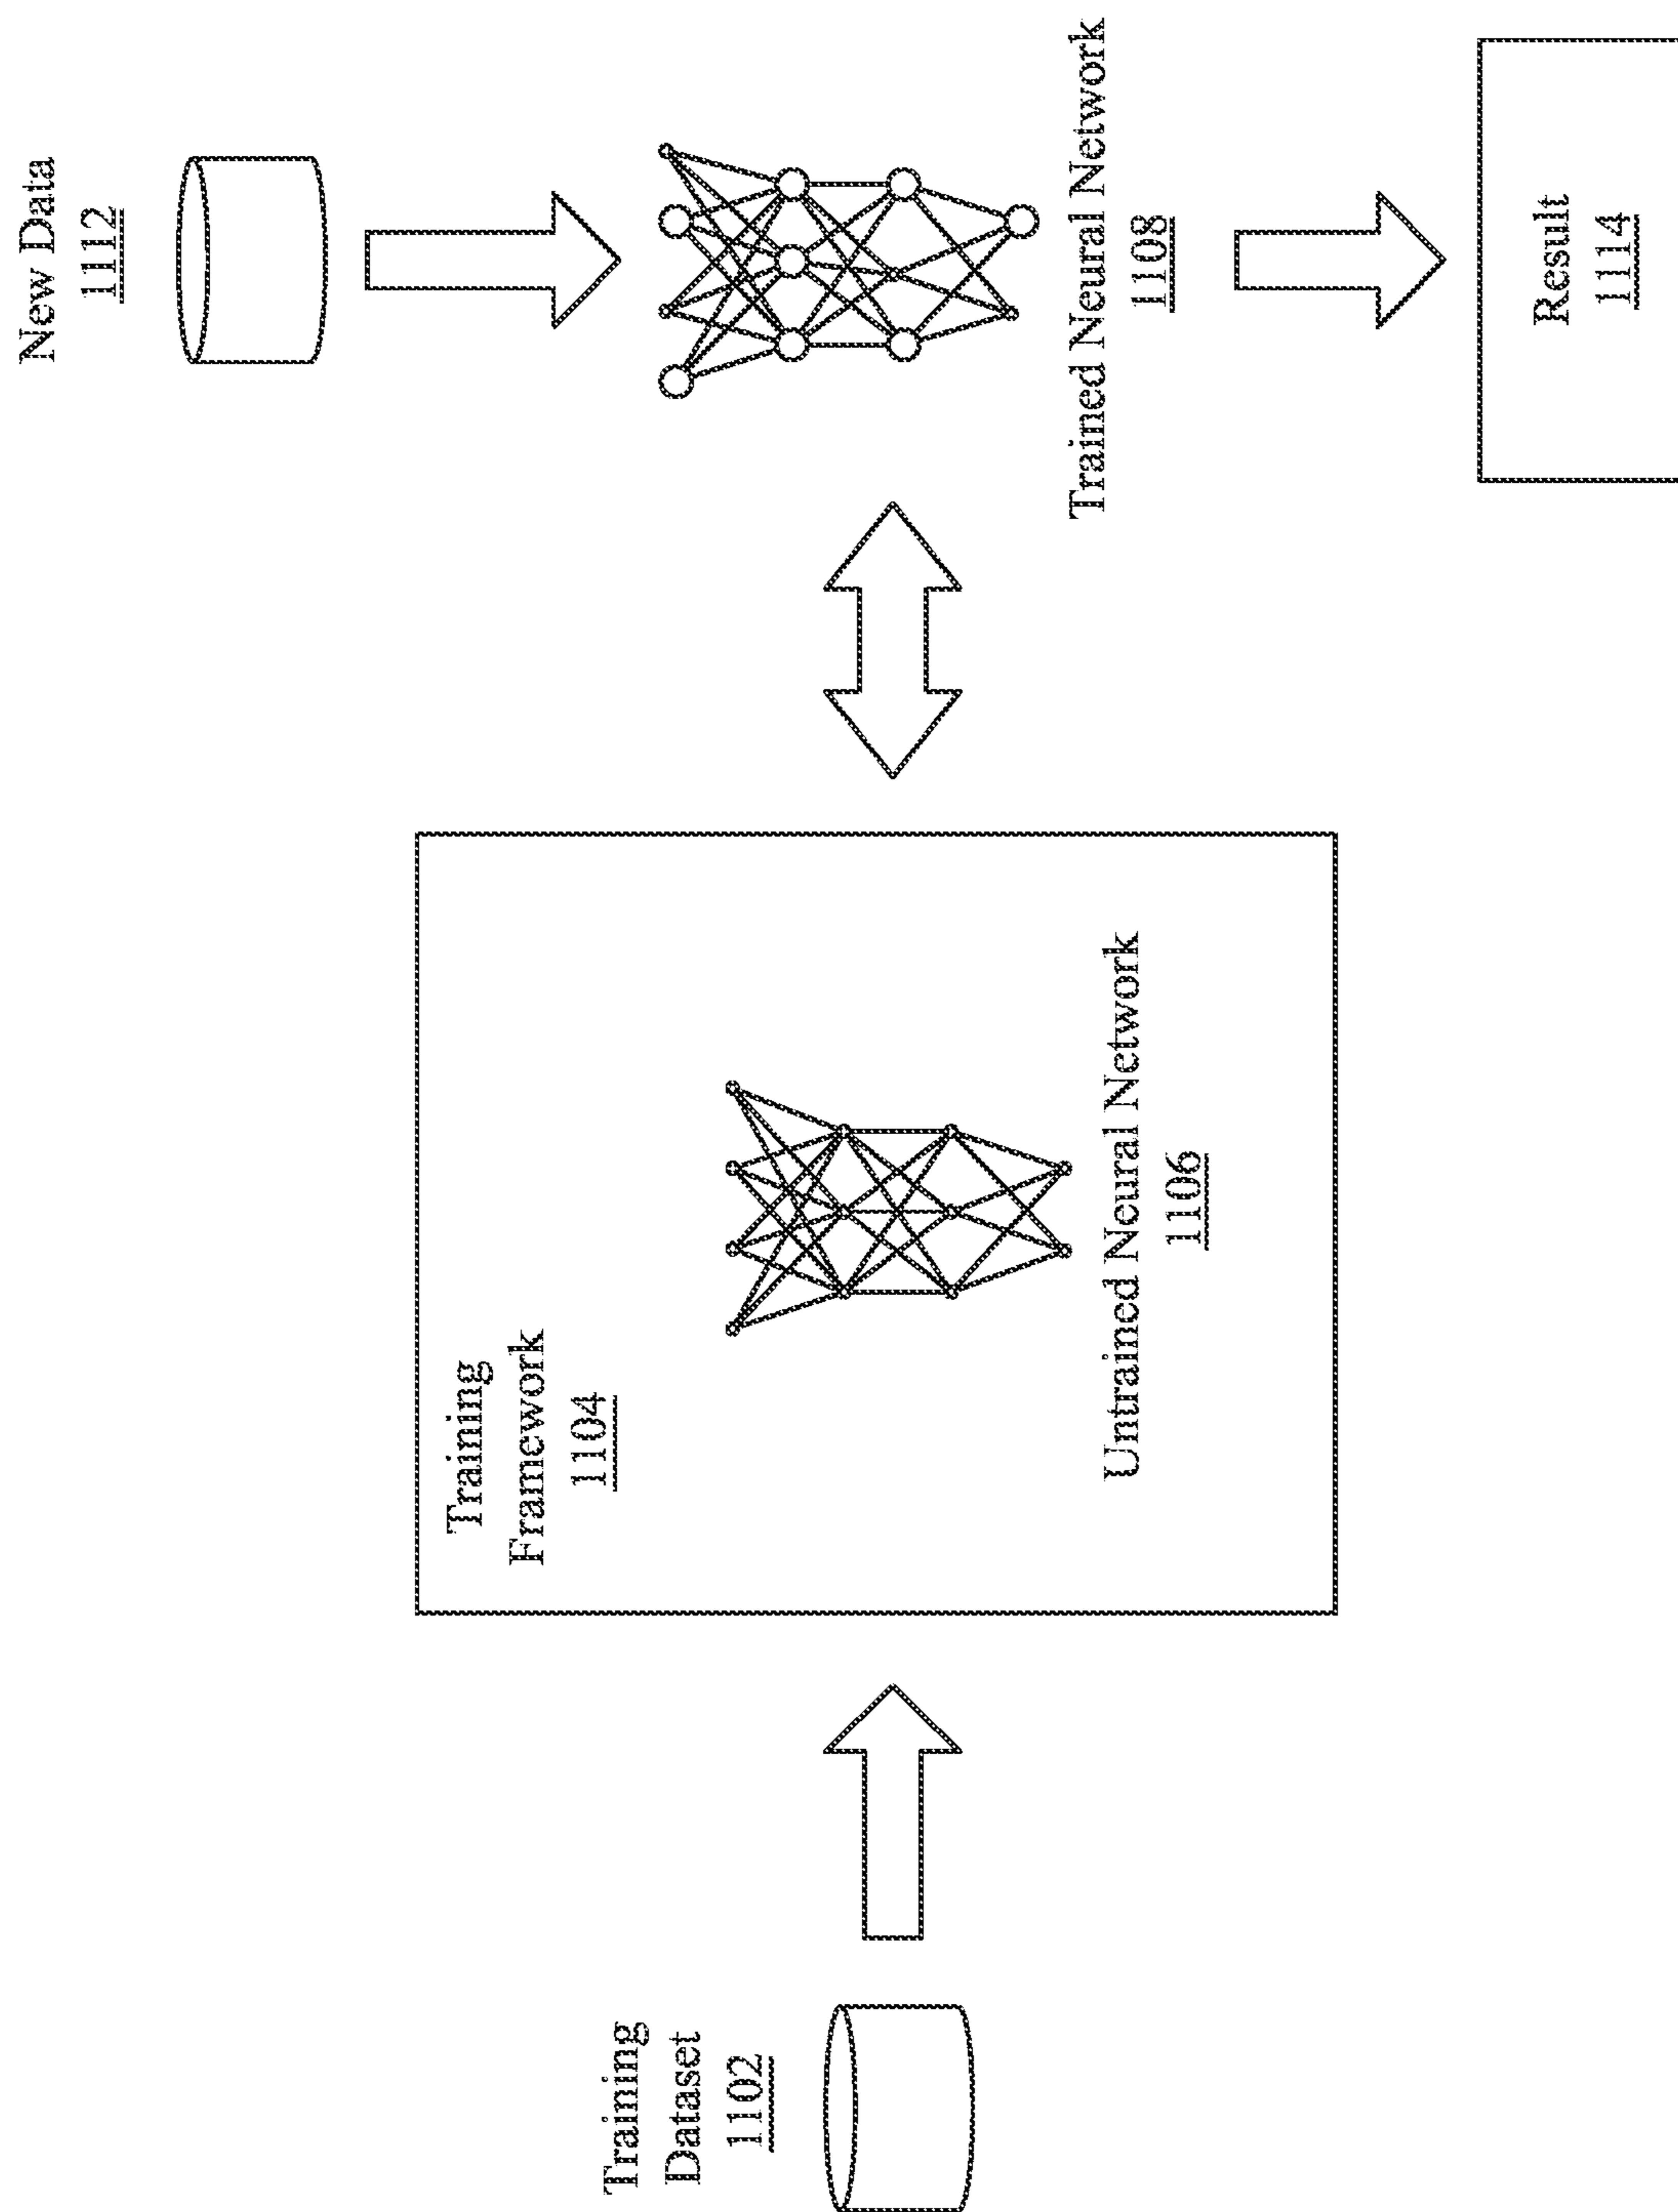 Training
Dataset
1102
Training
Framework
1104
Untrained Neural Network
1106
New Data
1112
Trained Neural Network
1108
Result
1114